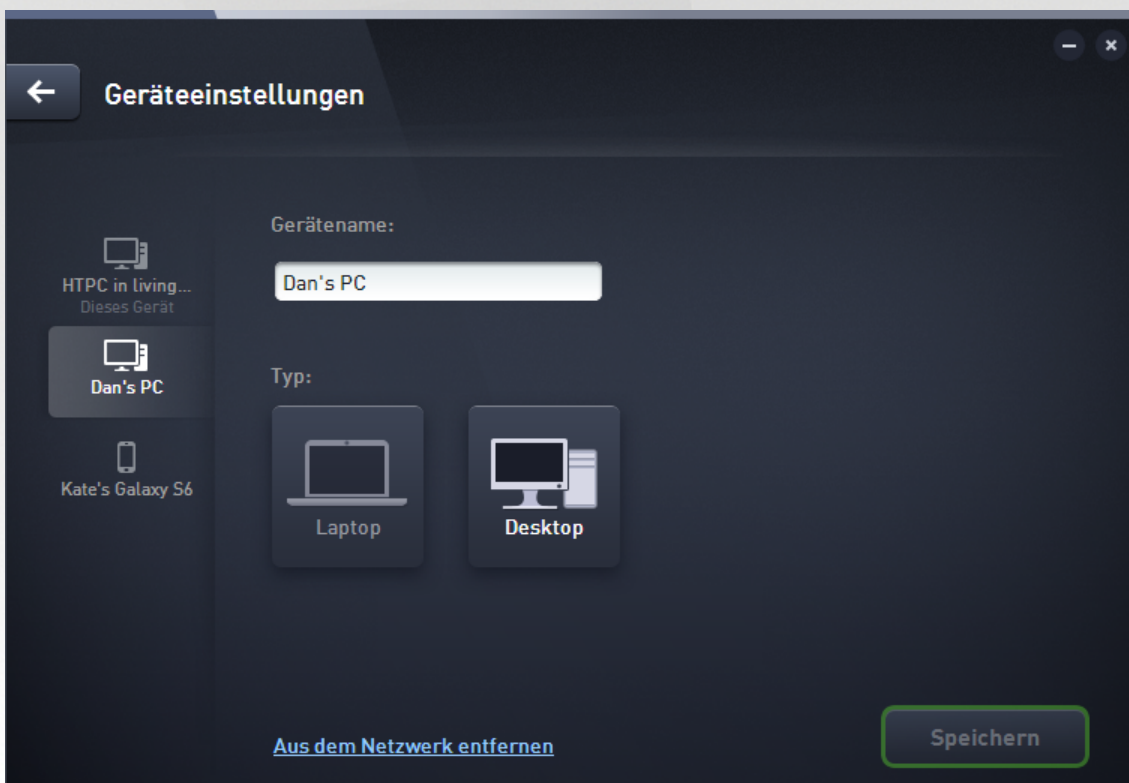 Geräteeinstellungen
HTPC in living...
Dieses Gerät
Dan's PC
Kate's Galaxy S6
Gerätename:
Dan's PC
Typ:
Laptop
Desktop
Aus dem Netzwerk entfernen
Speichern